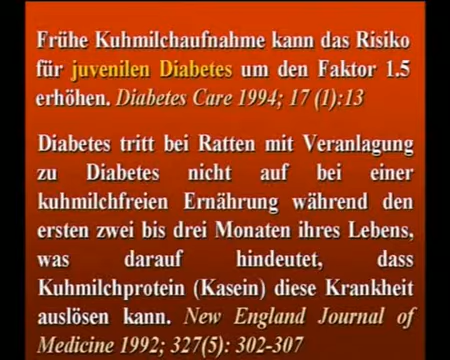 Frühe Kuhmilchaufnahme kann das Risiko
für juvenilen Diabetes um den Faktor 1.5
erhöhen. Diabetes Care 1994; 17 (1):13
Diabetes tritt bei Ratten mit Veranlagung
zu Diabetes nicht auf bei einer
kuhmilchfreien Ernährung während den
ersten zwei bis drei Monaten ihres Lebens,
was darauf hindeutet, dass
Kuhmilchprotein (Kasein) diese Krankheit
auslösen kann. New England Journal of
Medicine 1992; 327(5): 302-307